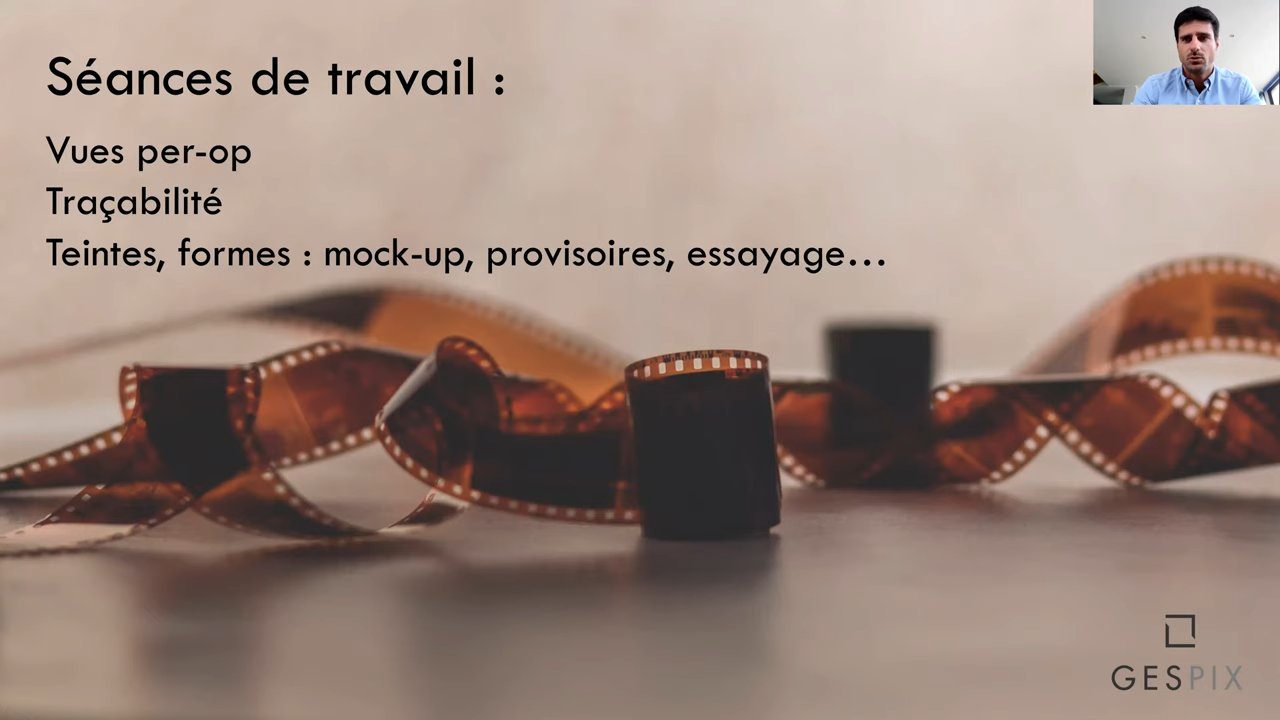 Séances de travail :
Vues per-op
Traçabilité
Teintes, formes : mock-up, provisoires, essayage…
GESPIX